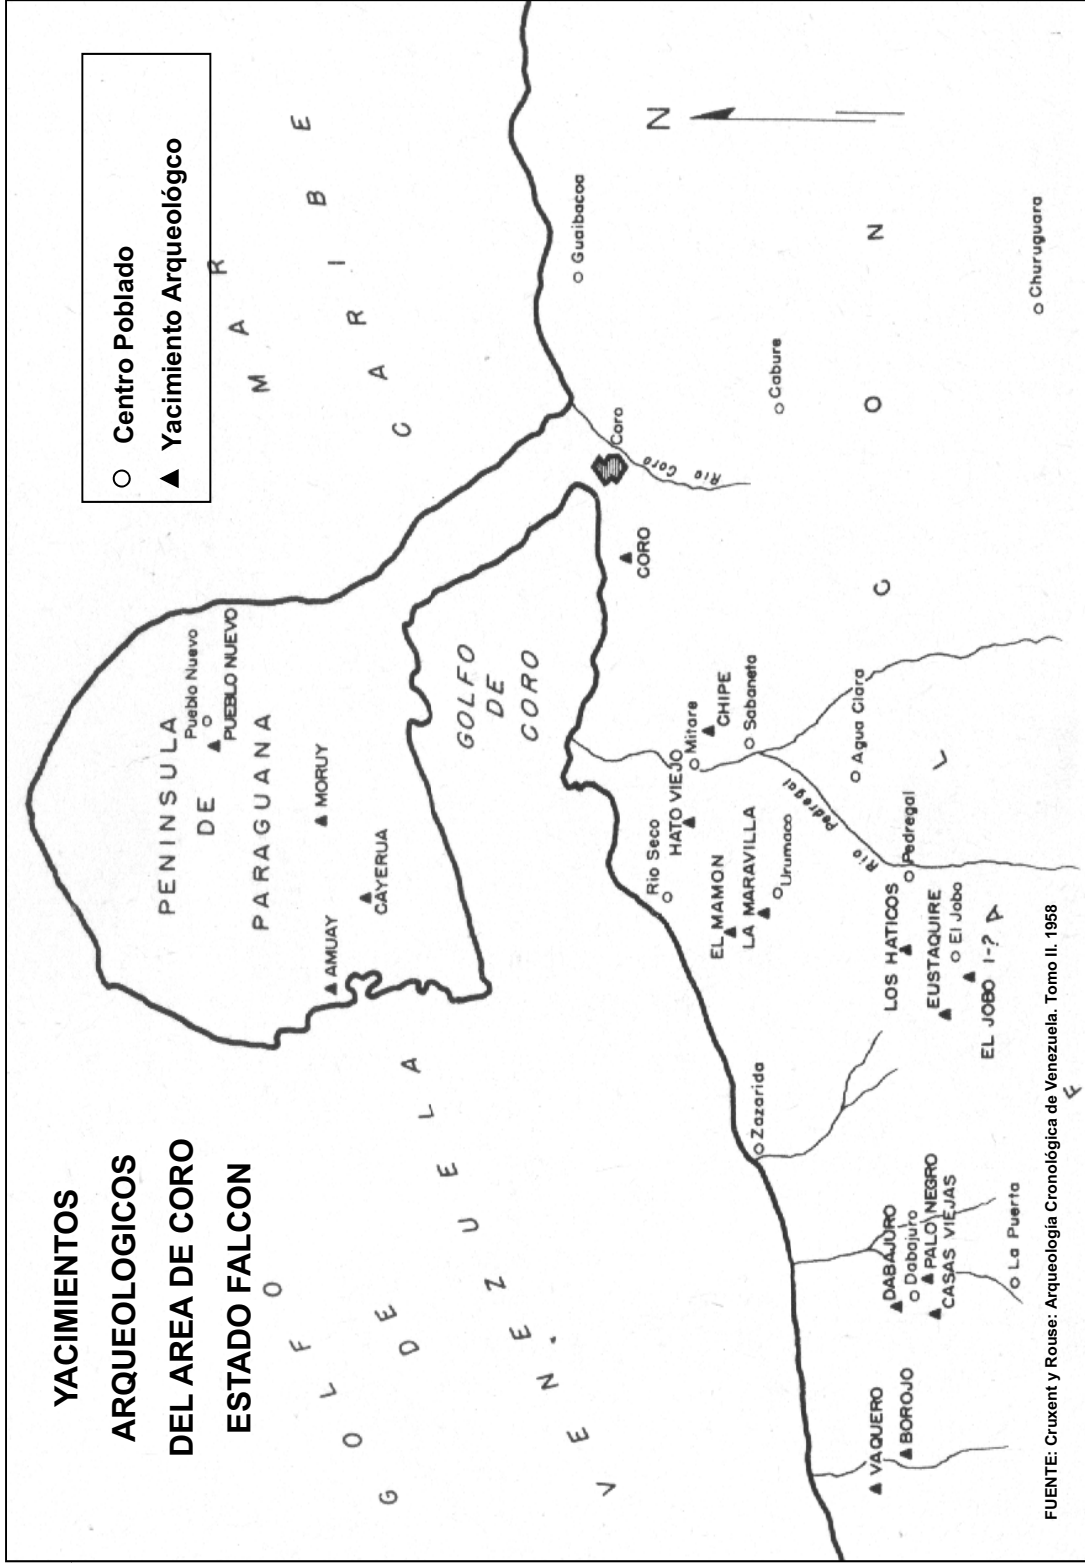 YACIMIENTOS
ARQUEOLOGICOS
DEL AREA DE CORO
ESTADO FALCON
Centro Poblado
Yacimiento Arqueológco
MAR
CARIBE
GOLFO
DE
VENEZUELA
PENINSULA
DE
PARAGUANA
Pueblo Nuevo
PUEBLO NUEVO
MORUY
CAYERUA
AMUAY
GOLFO
DE
CORO
N
Guaibacoa
Coro
Rio Coro
CORO
Cabure
Churuguara
Rio Seco
HATO VIEJO
Mitare
CHIPE
Sabaneta
EL MAMON
LA MARAVILLA
Urumaco
Agua Clara
Rio Pedregal
Pedregal
LOS HATICOS
EUSTAQUIRE
El Jobo
EL JOBO 1-?
Zazarida
DABAJURO
Dabajuro
PALO NEGRO
CASAS VIEJAS
La Puerta
VAQUERO
BOROJO
FALCON
FUENTE: Cruxent y Rouse: Arqueología Cronológica de Venezuela. Tomo II. 1958